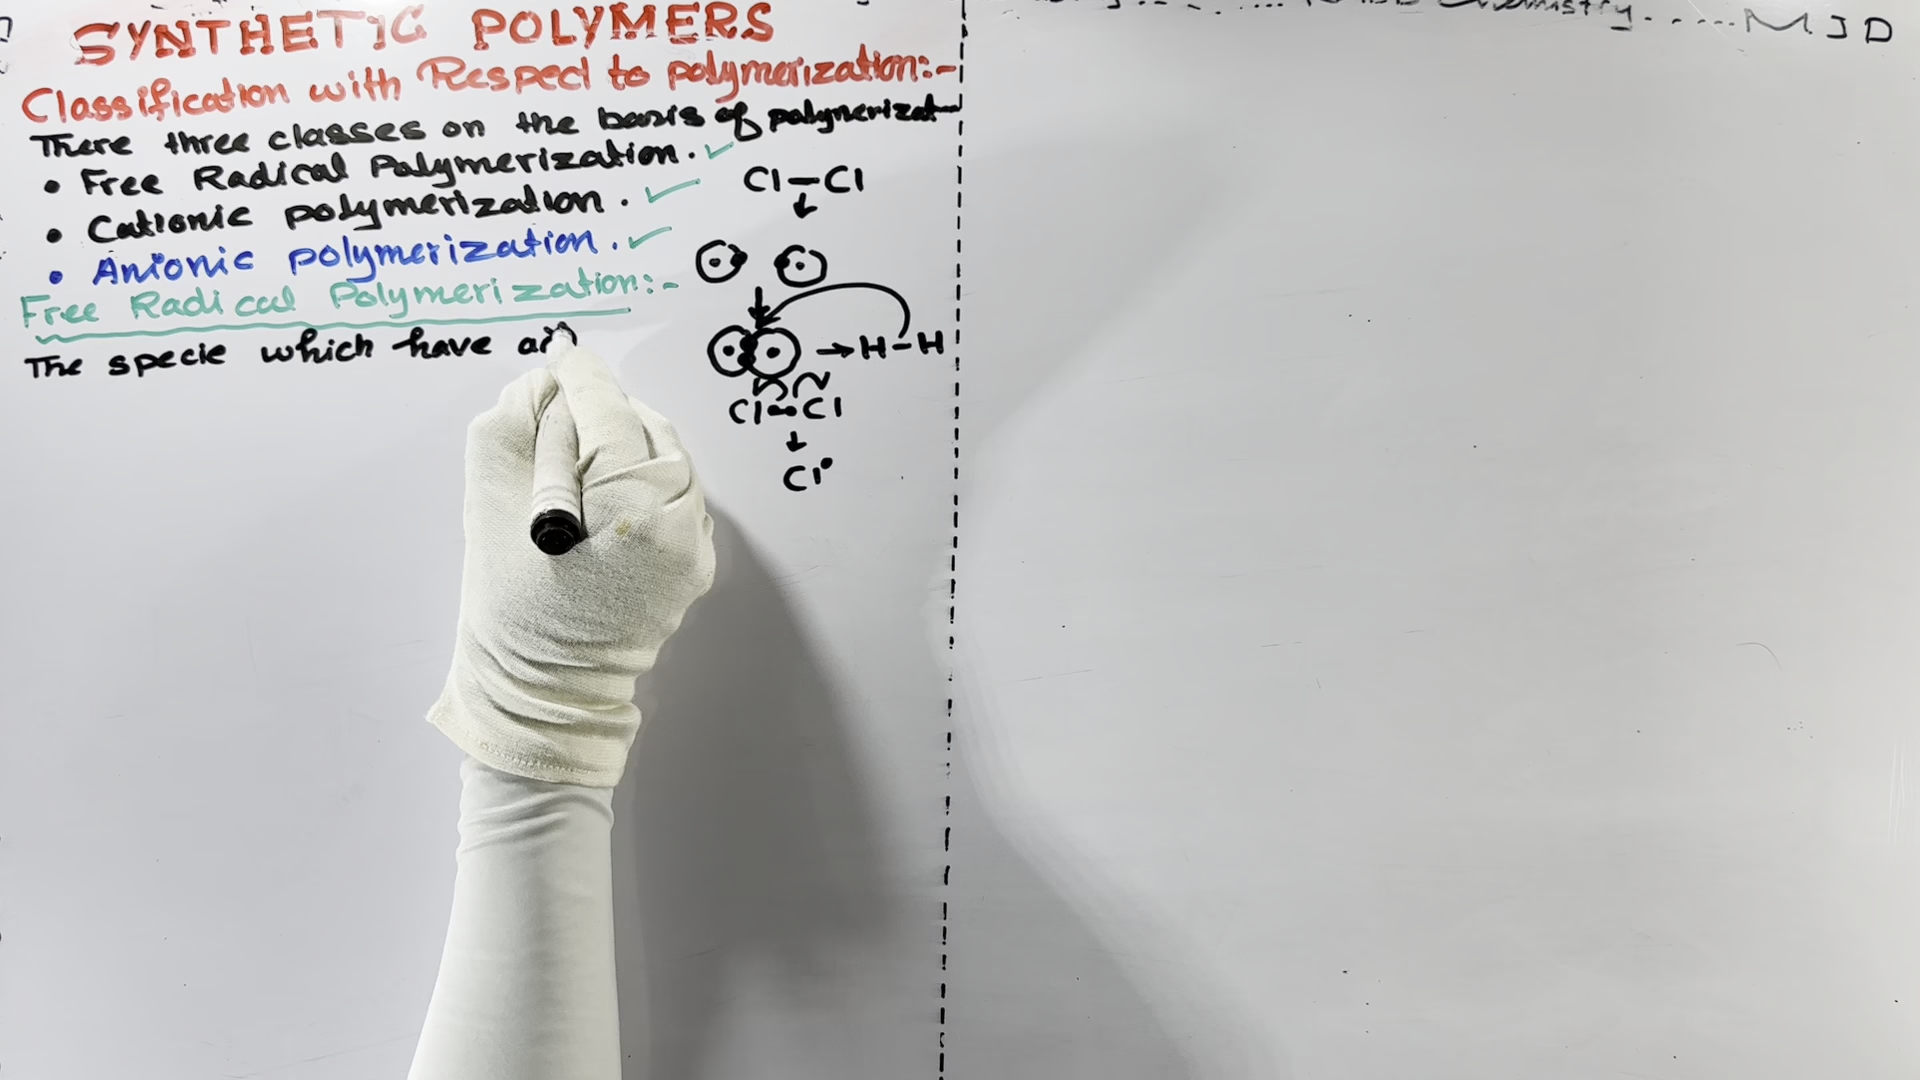 SYNTHETIC POLYMERS
Classification with Respect to polymerization:-
There three classes on the basis of polymerizat
• Free Radical Polymerization. ✓
• Cationic polymerization. ✓
• Anionic polymerization. ✓
Free Radical Polymerization:-
The specie which have
Cl—Cl
→H-H
Cl Cl
Cl•
Chemistry......MJD